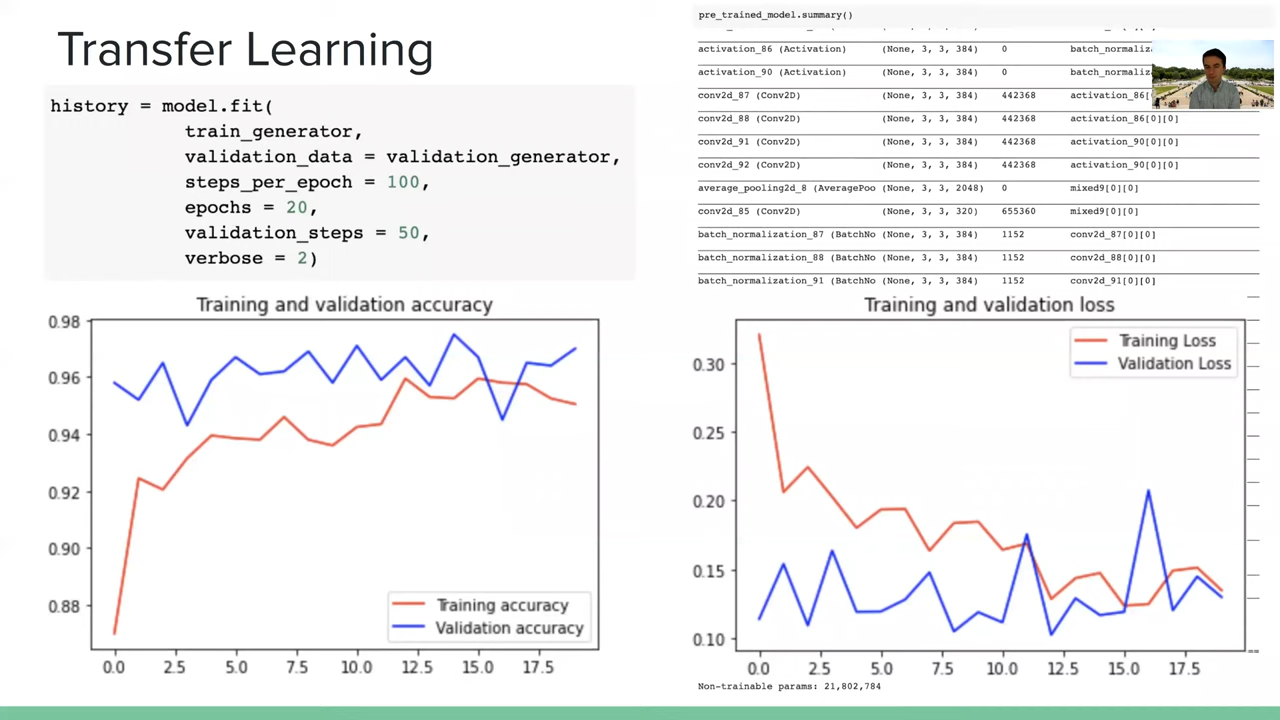 Transfer Learning
history = model.fit(
train_generator,
validation_data = validation_generator,
steps_per_epoch = 100,
epochs = 20,
validation_steps = 50,
verbose = 2)
pre_trained_model.summary()
activation_86 (Activation) (None, 3, 3, 384) 0 batch_normaliz
activation_90 (Activation) (None, 3, 3, 384) 0 batch_normaliz
conv2d_87 (Conv2D) (None, 3, 3, 384) 442368 activation_86[
conv2d_88 (Conv2D) (None, 3, 3, 384) 442368 activation_86[0][0]
conv2d_91 (Conv2D) (None, 3, 3, 384) 442368 activation_90[0][0]
conv2d_92 (Conv2D) (None, 3, 3, 384) 442368 activation_90[0][0]
average_pooling2d_8 (AveragePoo (None, 3, 3, 2048) 0 mixed9[0][0]
conv2d_85 (Conv2D) (None, 3, 3, 320) 655360 mixed9[0][0]
batch_normalization_87 (BatchNo (None, 3, 3, 384) 1152 conv2d_87[0][0]
batch_normalization_88 (BatchNo (None, 3, 3, 384) 1152 conv2d_88[0][0]
batch_normalization_91 (BatchNo (None, 3, 3, 384) 1152 conv2d_91[0][0]
Training and validation accuracy
0.98
0.96
0.94
0.92
0.90
0.88
Training accuracy
Validation accuracy
0.0 2.5 5.0 7.5 10.0 12.5 15.0 17.5
Training and validation loss
Training Loss
Validation Loss
0.30
0.25
0.20
0.15
0.10
0.0 2.5 5.0 7.5 10.0 12.5 15.0 17.5
Non-trainable params: 21,802,784